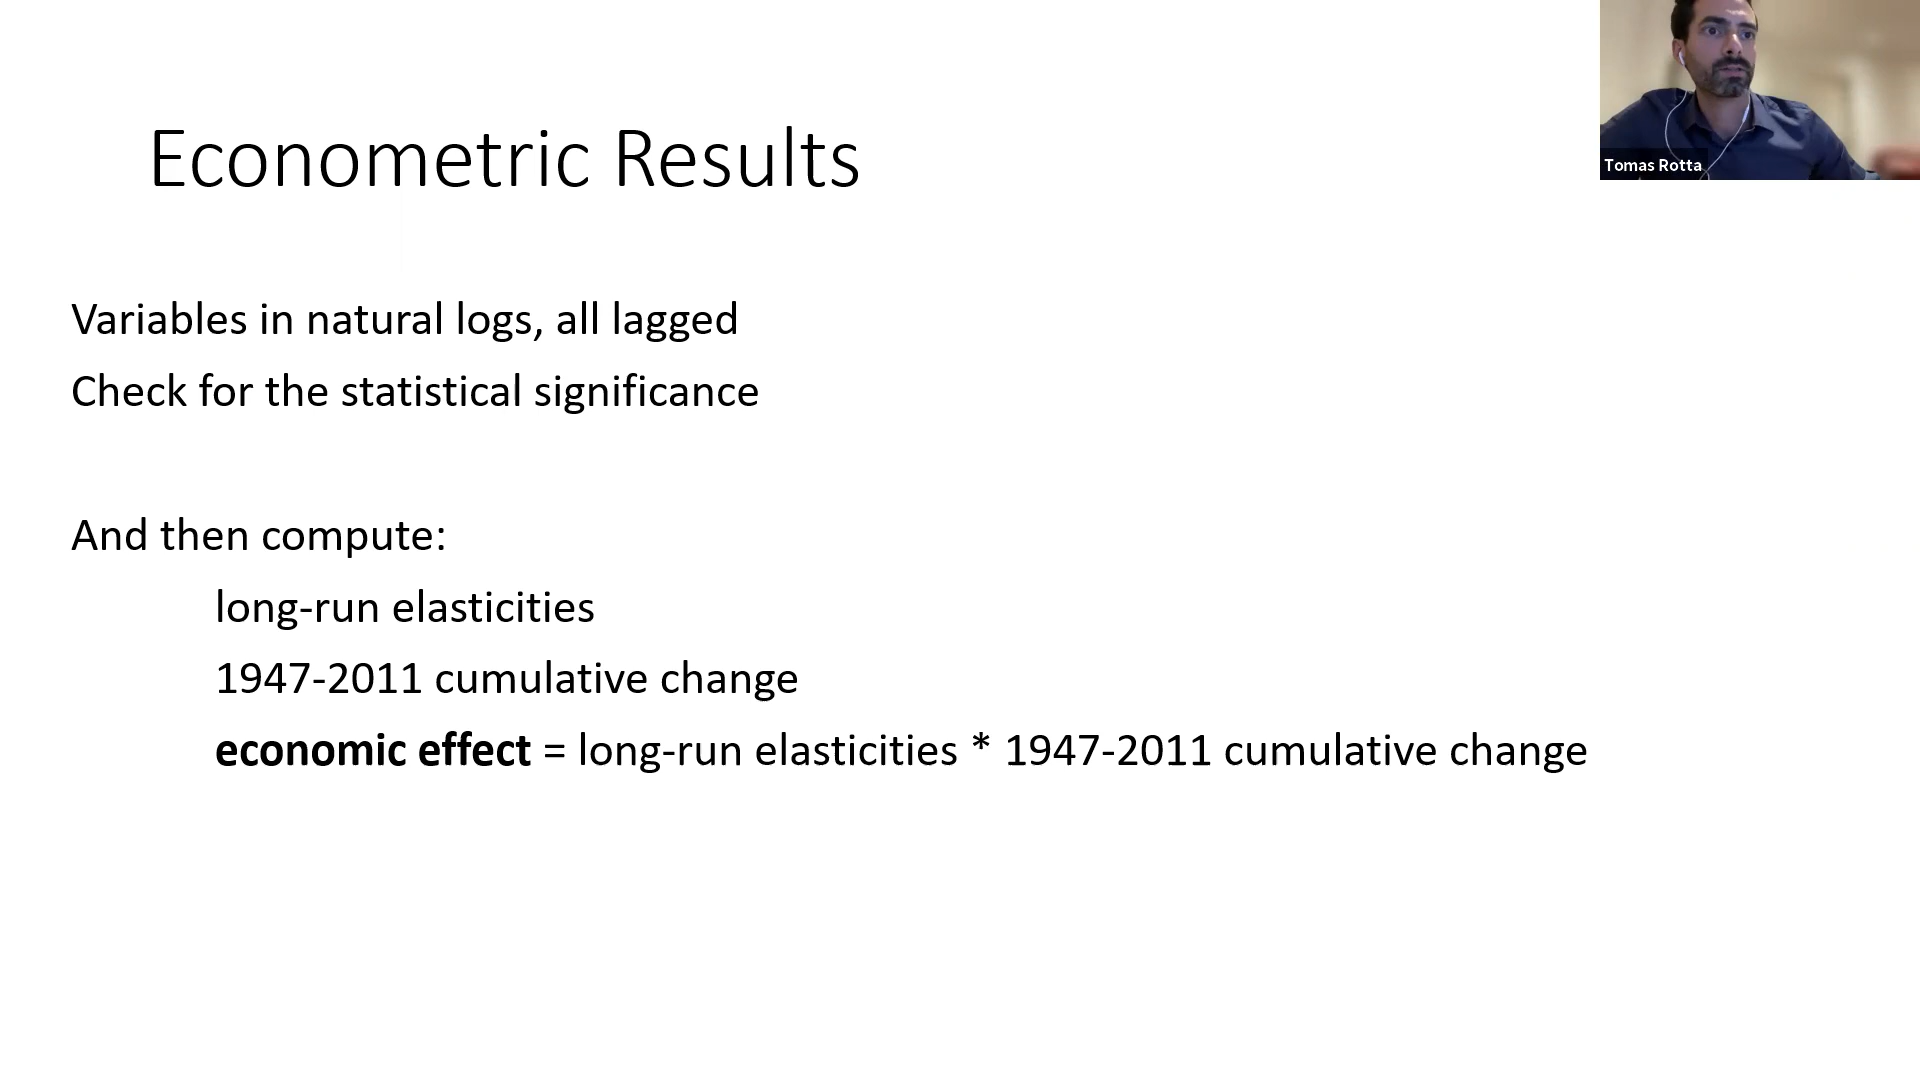 Econometric Results
Tomas Rotta
Variables in natural logs, all lagged
Check for the statistical significance
And then compute:
long-run elasticities
1947-2011 cumulative change
economic effect = long-run elasticities * 1947-2011 cumulative change